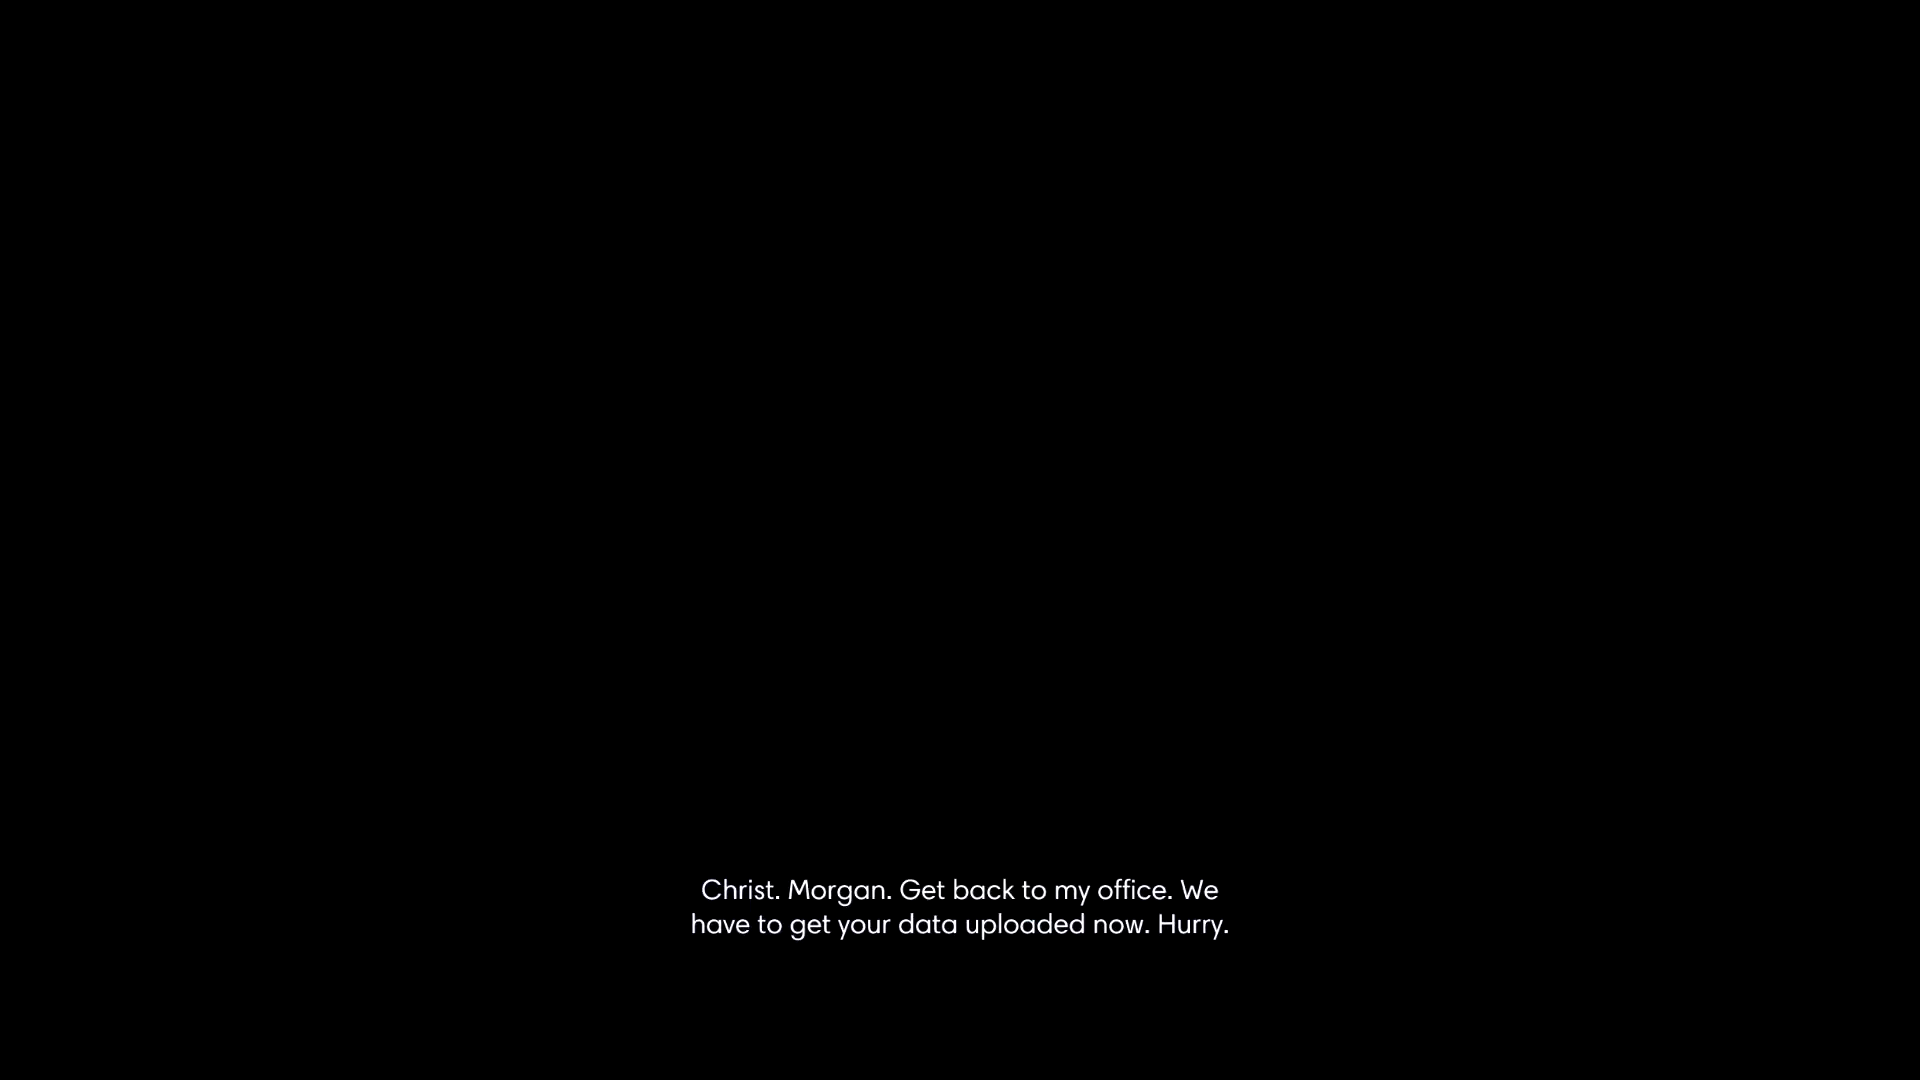 Christ. Morgan. Get back to my office. We
have to get your data uploaded now. Hurry.